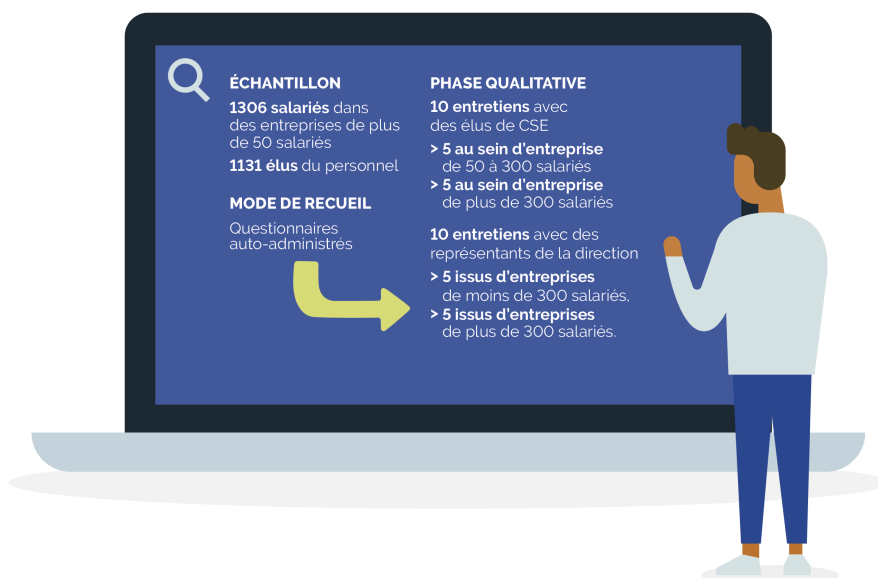 ÉCHANTILLON
1306 salariés dans
des entreprises de plus
de 50 salariés
1131 élus du personnel
MODE DE RECUEIL
Questionnaires
auto-administrés
PHASE QUALITATIVE
10 entretiens avec
des élus de CSE
> 5 au sein d'entreprise
de 50 à 300 salariés
> 5 au sein d'entreprise
de plus de 300 salariés
10 entretiens avec des
représentants de la direction
> 5 issus d'entreprises
de moins de 300 salariés,
> 5 issus d'entreprises
de plus de 300 salariés.